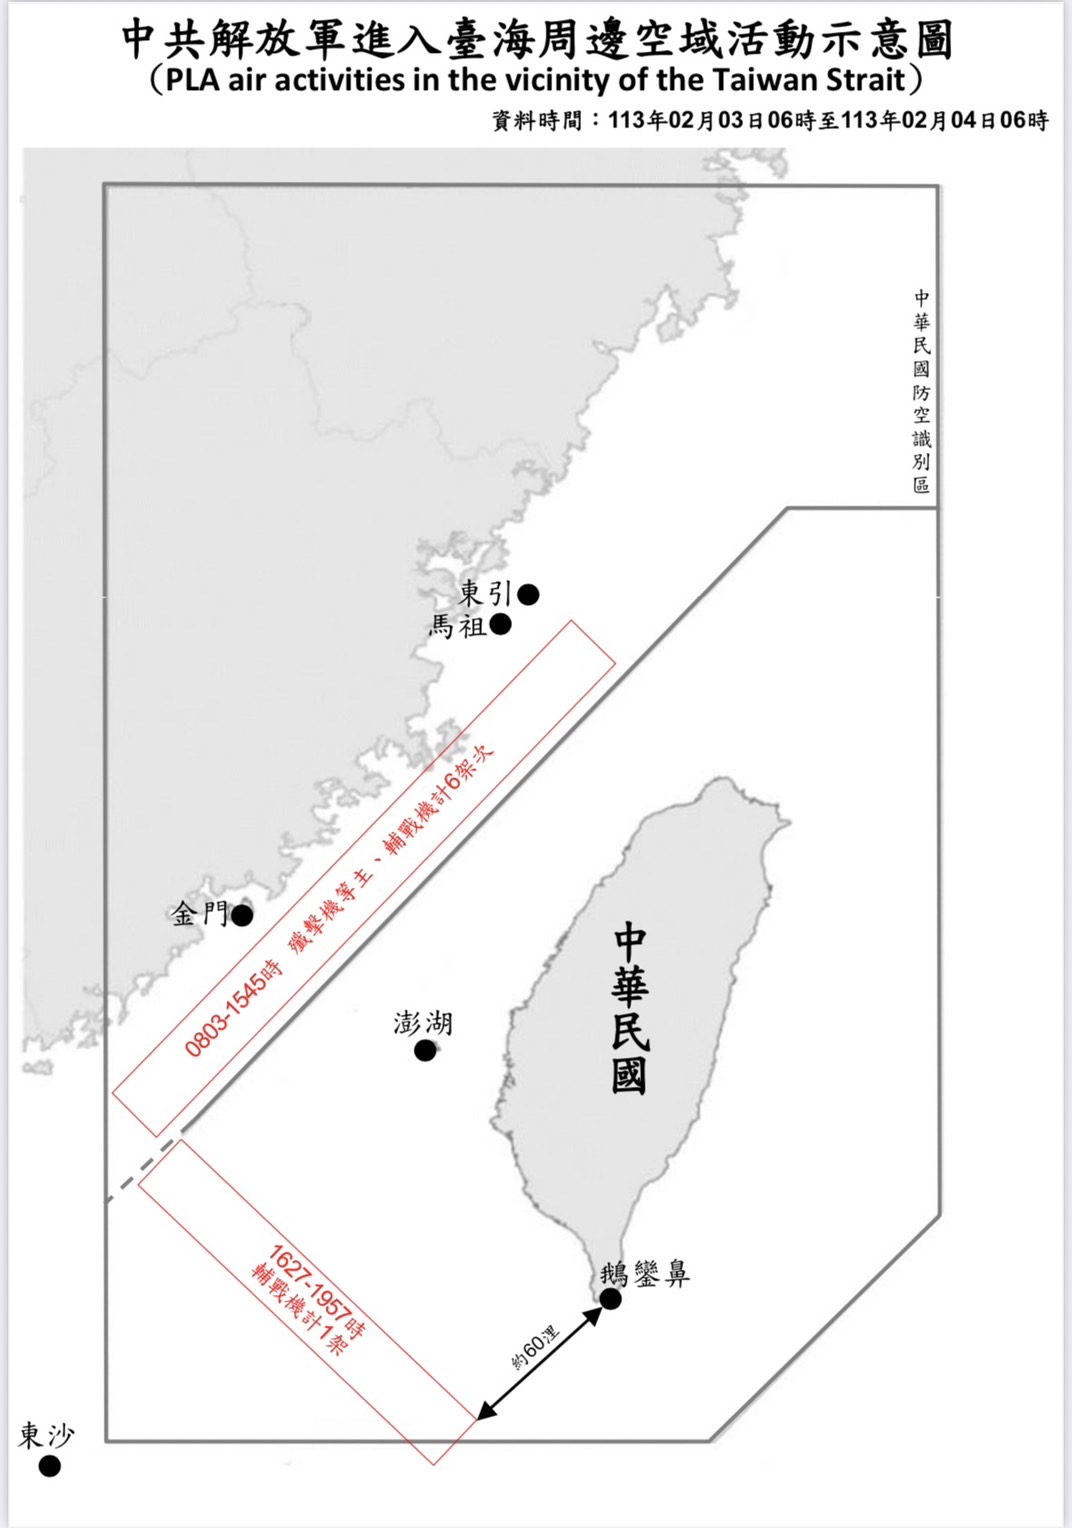 中共解放軍進入臺海周邊空域活動示意圖
（PLA air activities in the vicinity of the Taiwan Strait）
資料時間：113年02月03日06時至113年02月04日06時
中華民國防空識別區
東引
馬祖
0803-1545時 殲擊機等主、輔戰機計6架次
金門
中華民國
澎湖
1627-1957時
輔戰機計1架
鵝鑾鼻
約60浬
東沙